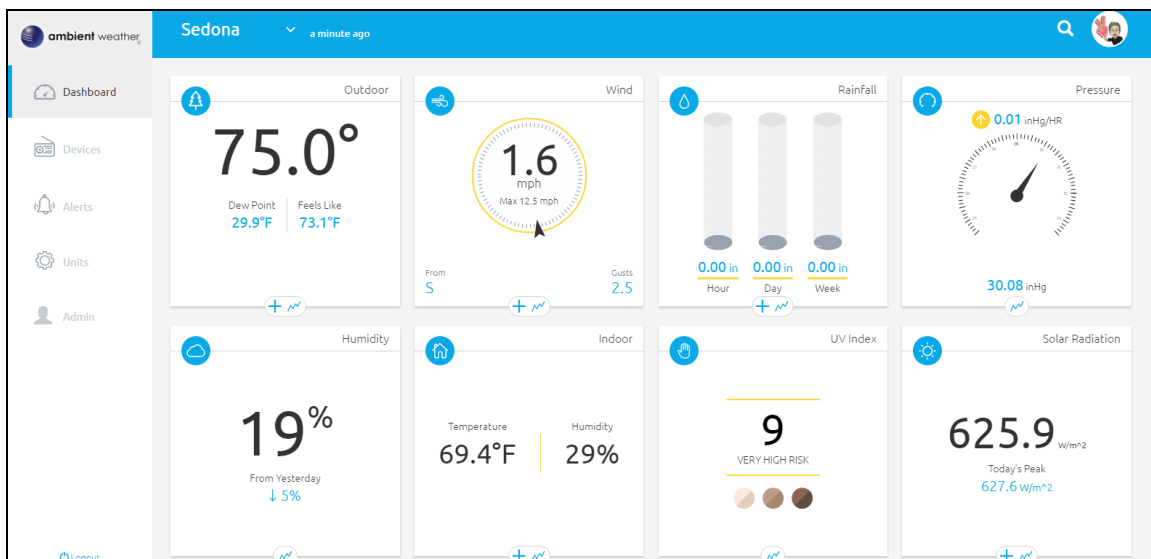 ambient weather
Sedona a minute ago
Dashboard
Devices
Alerts
Units
Admin
Logout
Outdoor
75.0°
Dew Point Feels Like
29.9°F 73.1°F
Wind
1.6
mph
Max 12.5 mph
From Gusts
S 2.5
Rainfall
0.00 in 0.00 in 0.00 in
Hour Day Week
Pressure
0.01 inHg/HR
30.08 inHg
Humidity
19%
From Yesterday
↓ 5%
Indoor
Temperature Humidity
69.4°F 29%
UV Index
9
VERY HIGH RISK
Solar Radiation
625.9 W/m^2
Today's Peak
627.6 W/m^2